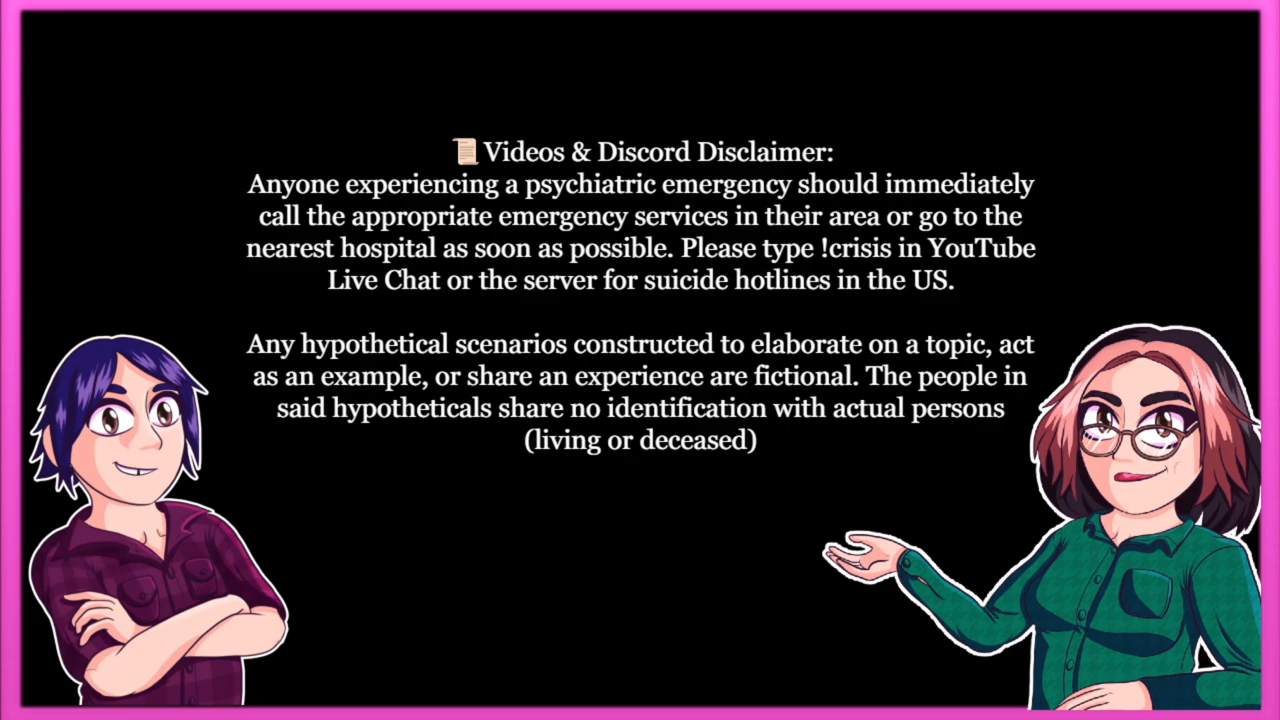 📜 Videos & Discord Disclaimer:
Anyone experiencing a psychiatric emergency should immediately
call the appropriate emergency services in their area or go to the
nearest hospital as soon as possible. Please type !crisis in YouTube
Live Chat or the server for suicide hotlines in the US.
Any hypothetical scenarios constructed to elaborate on a topic, act
as an example, or share an experience are fictional. The people in
said hypotheticals share no identification with actual persons
(living or deceased)